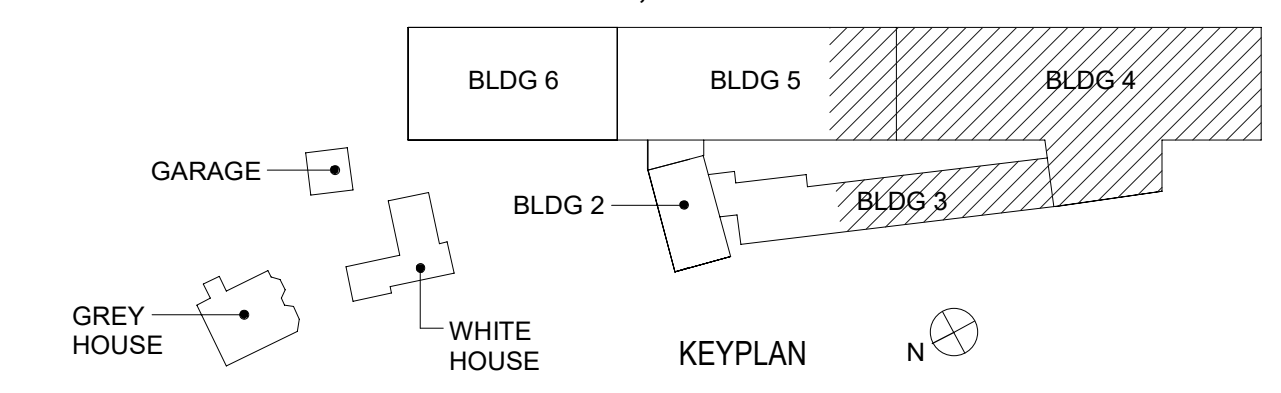 BLDG 6
BLDG 5
BLDG 4
GARAGE
BLDG 2
BLDG 3
GREY
HOUSE
WHITE
HOUSE
KEYPLAN
N